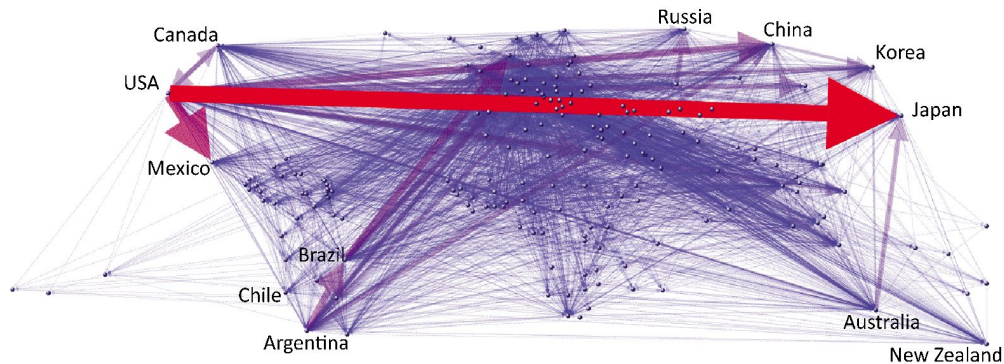 Russia
Canada
China
Korea
USA
Japan
Mexico
Brazil
Chile
Argentina
Australia
New Zealand